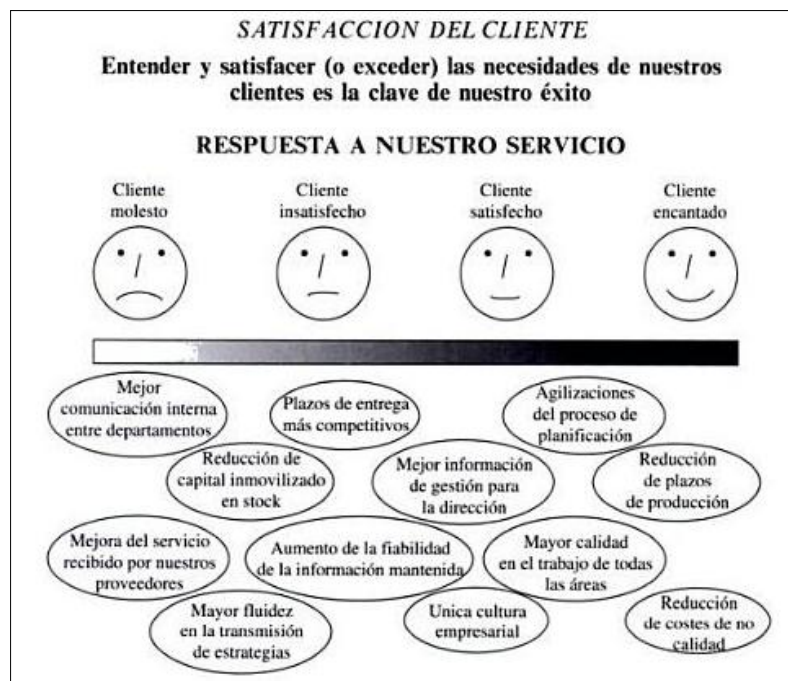 SATISFACCION DEL CLIENTE
Entender y satisfacer (o exceder) las necesidades de nuestros
clientes es la clave de nuestro éxito
RESPUESTA A NUESTRO SERVICIO
Cliente
molesto
Cliente
insatisfecho
Cliente
satisfecho
Cliente
encantado
Mejor
comunicación interna
entre departamentos
Plazos de entrega
más competitivos
Agilizaciones
del proceso de
planificación
Reducción de
capital inmovilizado
en stock
Mejor información
de gestión para
la dirección
Reducción
de plazos
de producción
Mejora del servicio
recibido por nuestros
proveedores
Aumento de la fiabilidad
de la información mantenida
Mayor calidad
en el trabajo de todas
las áreas
Mayor fluidez
en la transmisión
de estrategias
Unica cultura
empresarial
Reducción
de costes de no
calidad